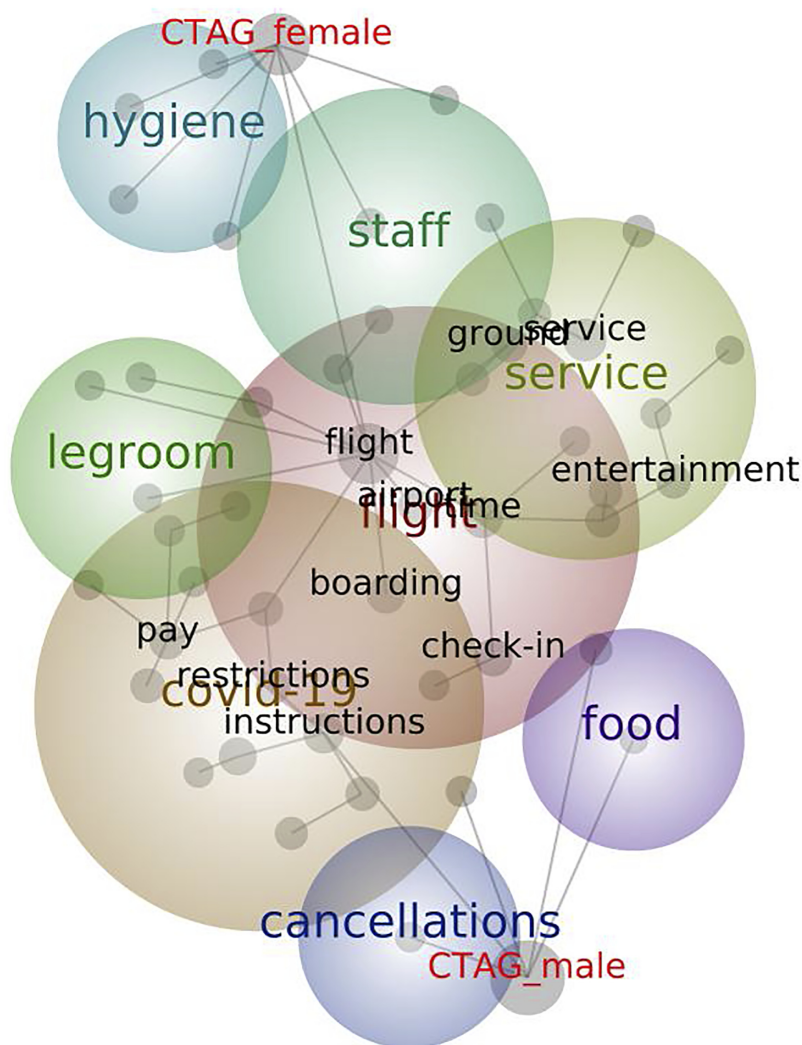 CTAG_female
hygiene
staff
ground
service
service
legroom
flight
entertainment
airport
time
flight
boarding
pay
check-in
restrictions
covid-19
instructions
food
cancellations
CTAG_male